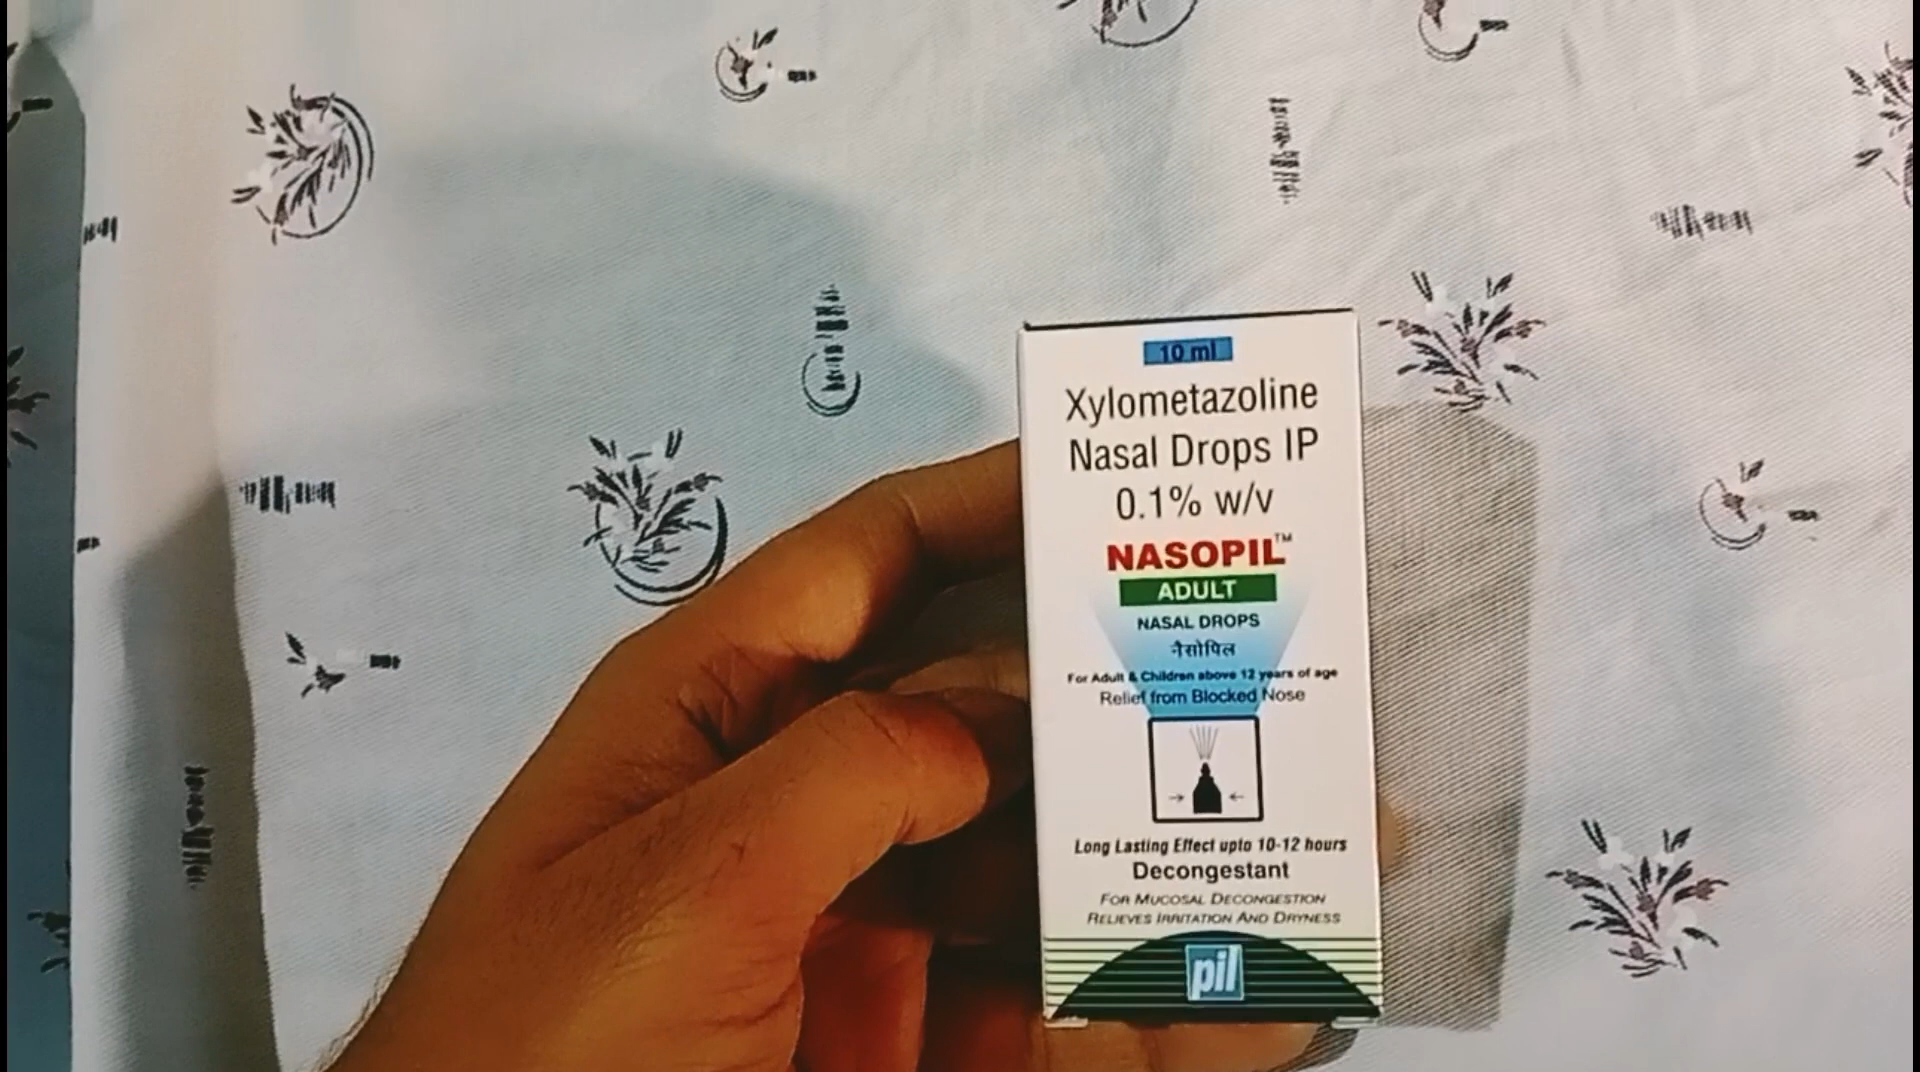 10 ml
Xylometazoline
Nasal Drops IP
0.1% w/v
NASOPIL™
ADULT
NASAL DROPS
नैसोपिल
For Adult & Children above 12 years of age
Relief from Blocked Nose
Long Lasting Effect upto 10-12 hours
Decongestant
FOR MUCOSAL DECONGESTION
RELIEVES IRRITATION AND DRYNESS
pil